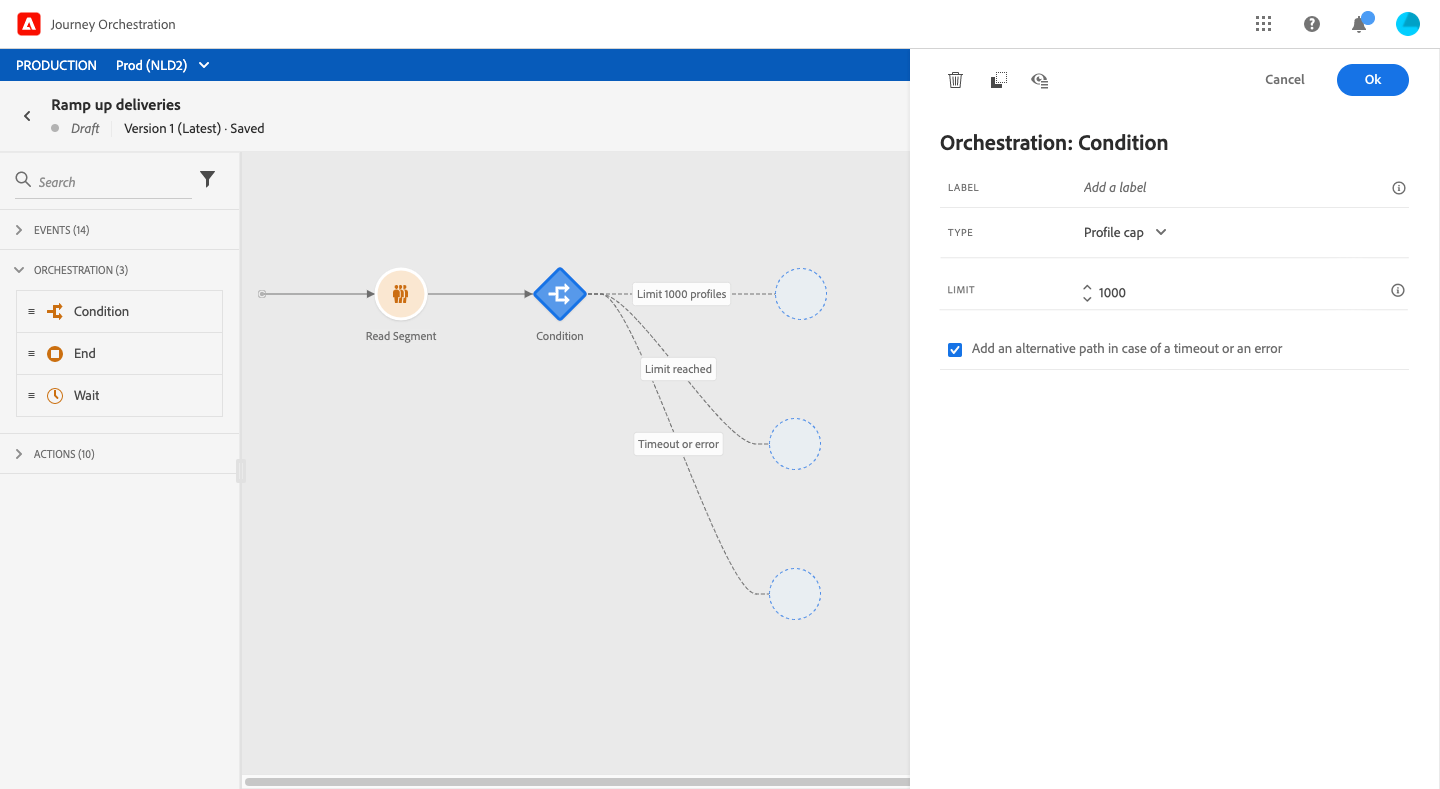 Journey Orchestration
PRODUCTION Prod (NLD2)
Ramp up deliveries
Draft Version 1 (Latest) · Saved
Search
EVENTS (14)
ORCHESTRATION (3)
Condition
End
Wait
ACTIONS (10)
Read Segment
Condition
Limit 1000 profiles
Limit reached
Timeout or error
Cancel Ok
Orchestration: Condition
LABEL Add a label
TYPE Profile cap
LIMIT 1000
Add an alternative path in case of a timeout or an error